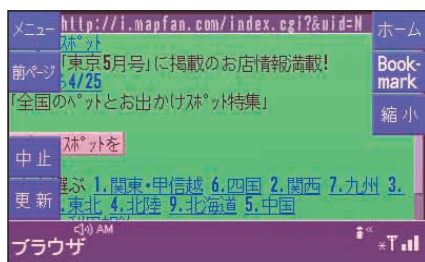 メニュー
http://i.mapfan.com/index.cgi?&uid=N
ホーム
スポット
前ページ
「東京5月号」に掲載のお店情報満載!
Book-mark
4/25
「全国のペットとお出かけスポット特集」
縮小
スポットを
中止
選ぶ 1.関東・甲信越 6.四国 2.関西 7.九州 3.
更新
.東北 4.北陸 9.北海道 5.中国
利用規約
AM
ブラウザ